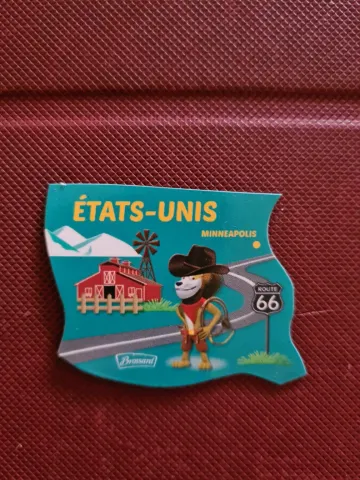 ÉTATS-UNIS
MINNEAPOLIS
ROUTE
66
Brossard